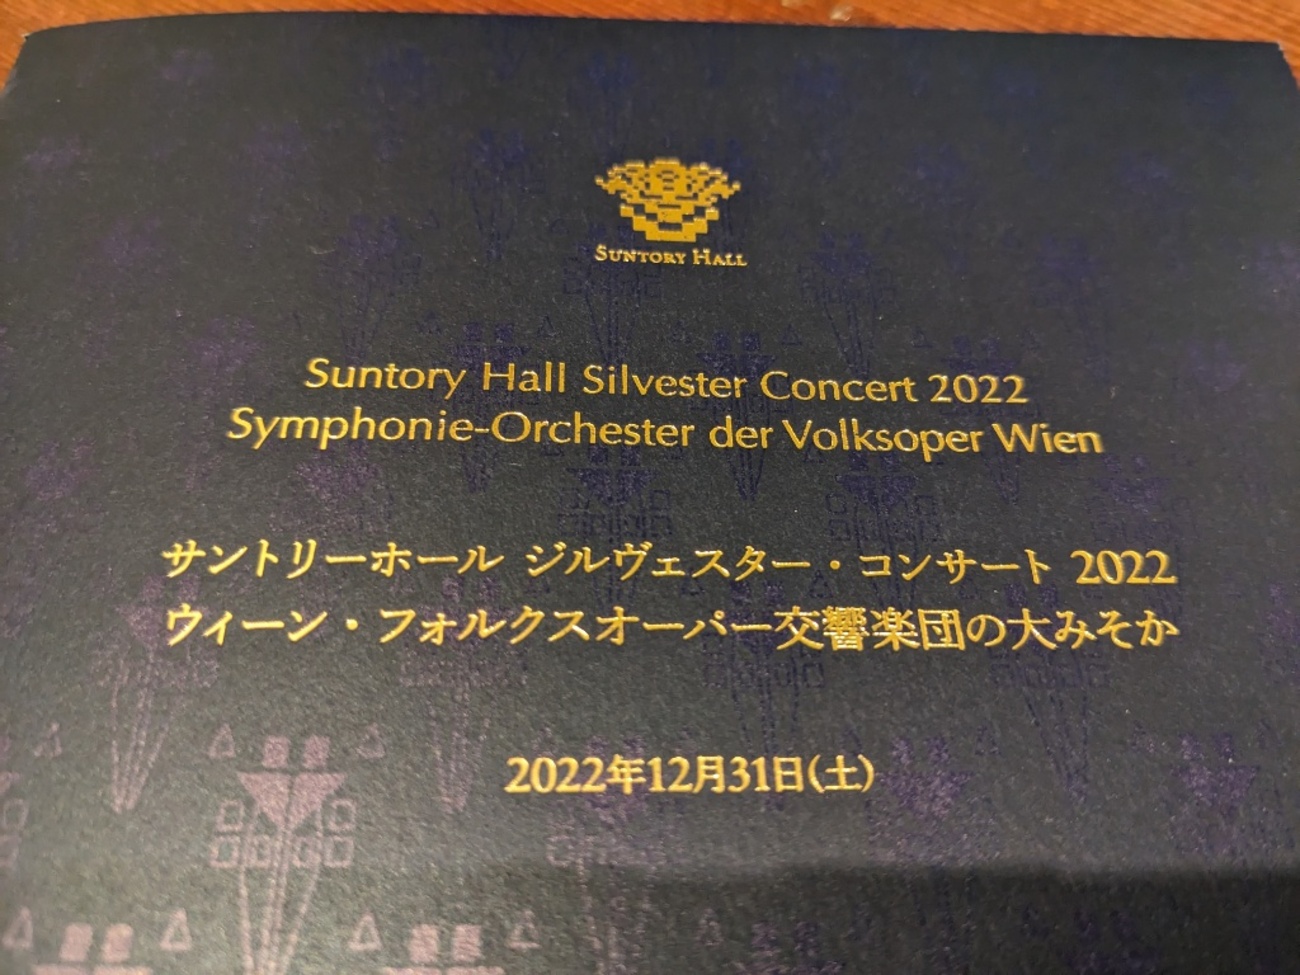 SUNTORY HALL
Suntory Hall Silvester Concert 2022
Symphonie-Orchester der Volksoper Wien
サントリーホール ジルヴェスター・コンサート 2022
ウィーン・フォルクスオーパー交響楽団の大みそか
2022年12月31日(土)